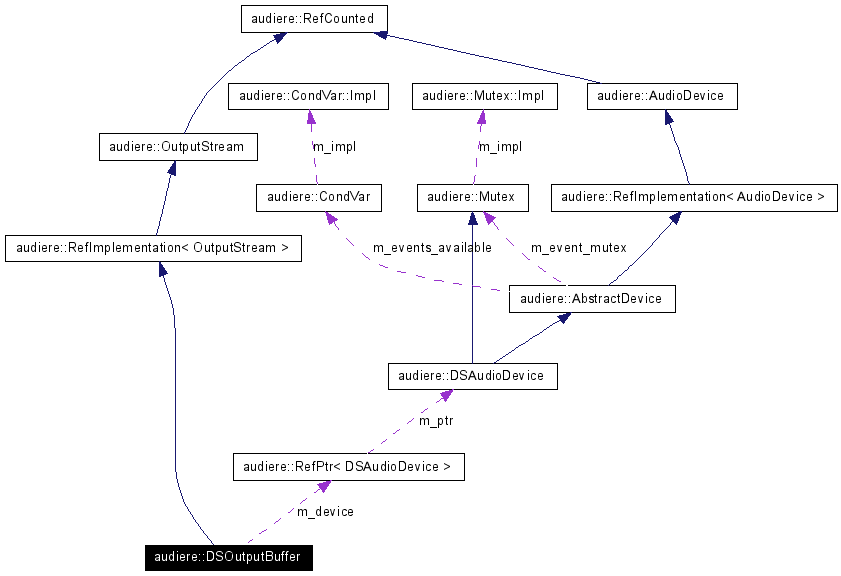 audiere::RefCounted
audiere::CondVar::Impl
audiere::Mutex::Impl
audiere::AudioDevice
audiere::OutputStream
m_impl
m_impl
audiere::CondVar
audiere::Mutex
audiere::RefImplementation< AudioDevice >
audiere::RefImplementation< OutputStream >
m_events_available
m_event_mutex
audiere::AbstractDevice
audiere::DSAudioDevice
m_ptr
audiere::RefPtr< DSAudioDevice >
m_device
audiere::DSOutputBuffer